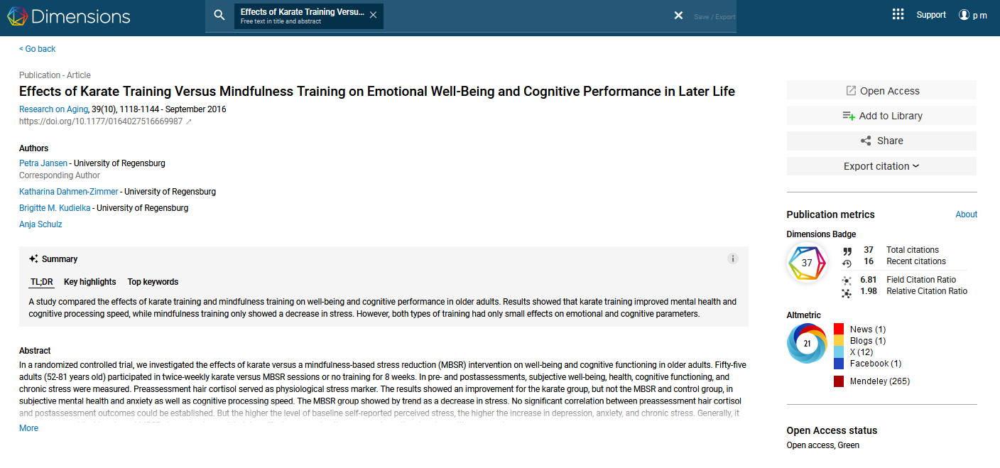 Dimensions
Effects of Karate Training Versu...
Free text in title and abstract
Save / Export
Support
p m
< Go back
Publication - Article
Effects of Karate Training Versus Mindfulness Training on Emotional Well-Being and Cognitive Performance in Later Life
Research on Aging, 39(10), 1118-1144 - September 2016
https://doi.org/10.1177/0164027516669987
Authors
Petra Jansen - University of Regensburg
Corresponding Author
Katharina Dahmen-Zimmer - University of Regensburg
Brigitte M. Kudielka - University of Regensburg
Anja Schulz
Summary
TL;DR Key highlights Top keywords
A study compared the effects of karate training and mindfulness training on well-being and cognitive performance in older adults. Results showed that karate training improved mental health and
cognitive processing speed, while mindfulness training only showed a decrease in stress. However, both types of training had only small effects on emotional and cognitive parameters.
Abstract
In a randomized controlled trial, we investigated the effects of karate versus a mindfulness-based stress reduction (MBSR) intervention on well-being and cognitive functioning in older adults. Fifty-five
adults (52-81 years old) participated in twice-weekly karate versus MBSR sessions or no training for 8 weeks. In pre- and postassessments, subjective well-being, health, cognitive functioning, and
chronic stress were measured. Preassessment hair cortisol served as physiological stress marker. The results showed an improvement for the karate group, but not the MBSR and control group, in
subjective mental health and anxiety as well as cognitive processing speed. The MBSR group showed by trend as a decrease in stress. No significant correlation between preassessment hair cortisol
and postassessment outcomes could be established. But the higher the level of baseline self-reported perceived stress, the higher the increase in depression, anxiety, and chronic stress. Generally, it
More
Open Access
Add to Library
Share
Export citation
Publication metrics
About
Dimensions Badge
37
37 Total citations
16 Recent citations
6.81 Field Citation Ratio
1.98 Relative Citation Ratio
Altmetric
21
News (1)
Blogs (1)
X (12)
Facebook (1)
Mendeley (265)
Open Access status
Open access, Green